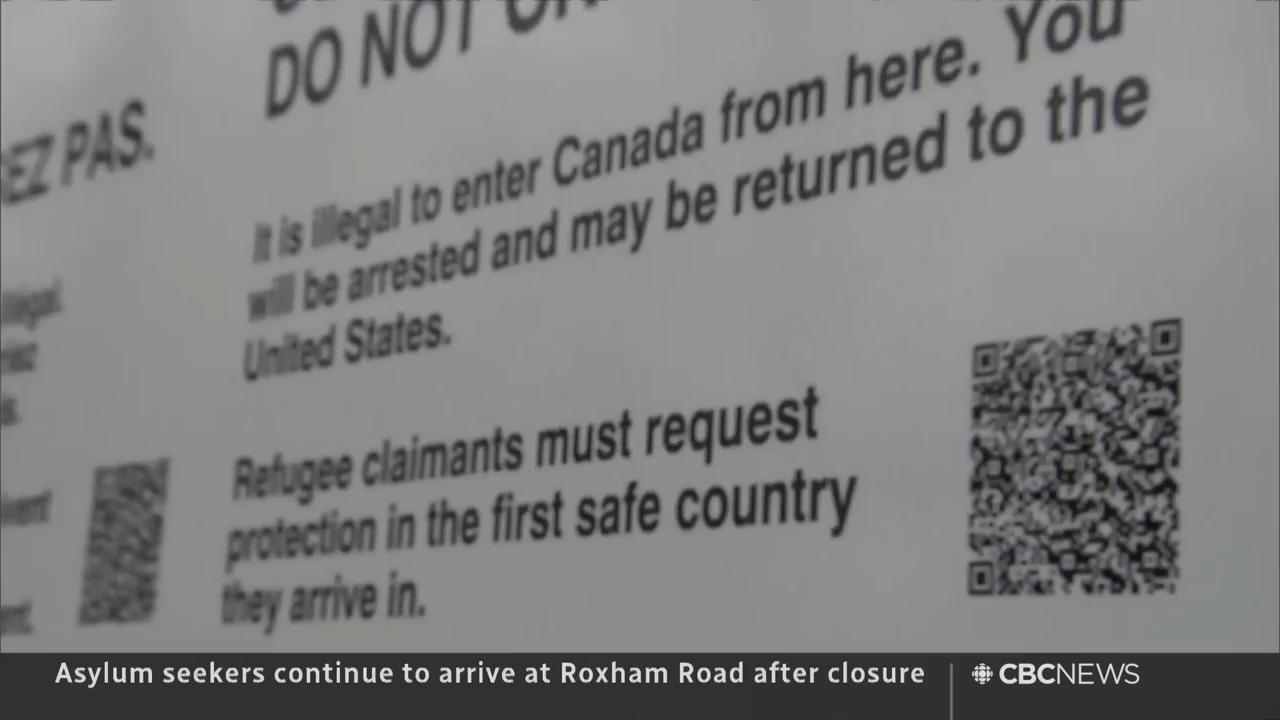 DO NOT
EZ PAS.
It is illegal to enter Canada from here. You
will be arrested and may be returned to the
United States.
Refugee claimants must request
protection in the first safe country
they arrive in.
Asylum seekers continue to arrive at Roxham Road after closure
CBCNEWS